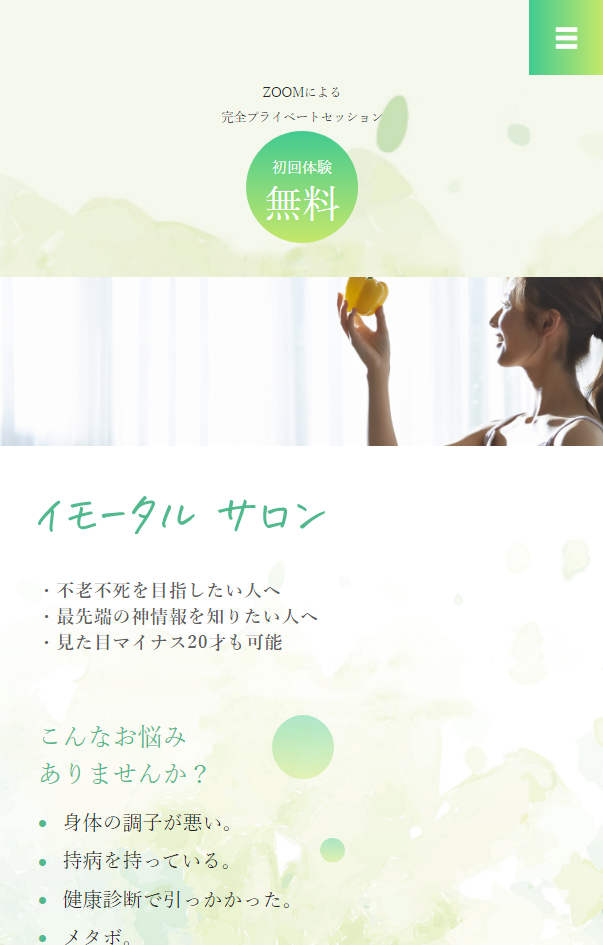 ZOOMによる
完全プライベートセッション
初回体験
無料
イモータル サロン
・不老不死を目指したい人へ
・最先端の神情報を知りたい人へ
・見た目マイナス20才も可能
こんなお悩み
ありませんか？
身体の調子が悪い。
持病を持っている。
健康診断で引っかかった。
メタボ。